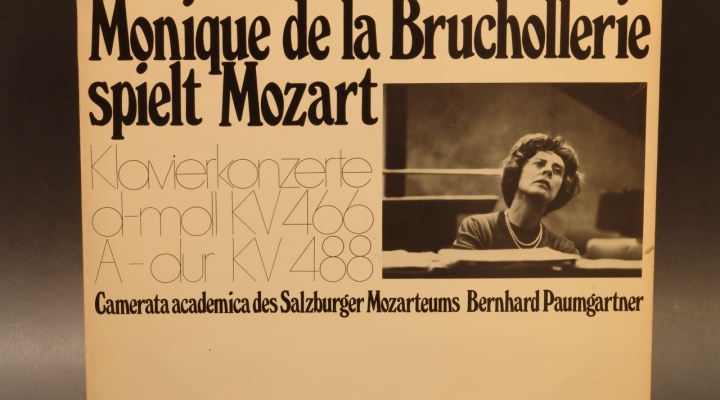 Monique de la Bruchollerie
spielt Mozart
Klavierkonzerte
d-moll KV 466
A-dur KV 488
Camerata academica des Salzburger Mozarteums Bernhard Paumgartner